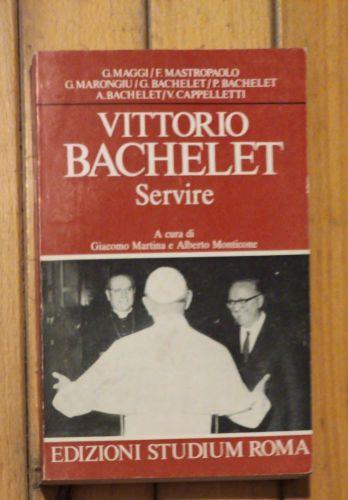 G. MAGGI/F. MASTROPAOLO
G. MARONGIU/G. BACHELET/P. BACHELET
A. BACHELET/V. CAPPELLETTI
VITTORIO
BACHELET
Servire
A cura di
Giacomo Martina e Alberto Monticone
EDIZIONI STUDIUM ROMA